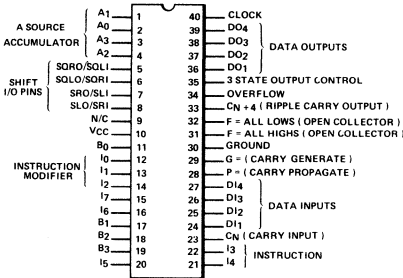 A1 1 40 CLOCK
A SOURCE A0 2 39 DO4
ACCUMULATOR A3 3 38 DO3 DATA OUTPUTS
A2 4 37 DO2
SQRO/SQLI 5 36 DO1
SHIFT SQLO/SQRI 6 35 3 STATE OUTPUT CONTROL
I/O PINS SRO/SLI 7 34 OVERFLOW
SLO/SRI 8 33 CN + 4 ( RIPPLE CARRY OUTPUT )
N/C 9 32 F = ALL LOWS ( OPEN COLLECTOR )
VCC 10 31 F = ALL HIGHS ( OPEN COLLECTOR )
B0 11 30 GROUND
INSTRUCTION I0 12 29 G = ( CARRY GENERATE )
MODIFIER I1 13 28 P = ( CARRY PROPAGATE )
I2 14 27 DI4
I7 15 26 DI3 DATA INPUTS
I6 16 25 DI2
B1 17 24 DI1
B2 18 23 CN ( CARRY INPUT )
B3 19 22 I3 INSTRUCTION
I5 20 21 I4